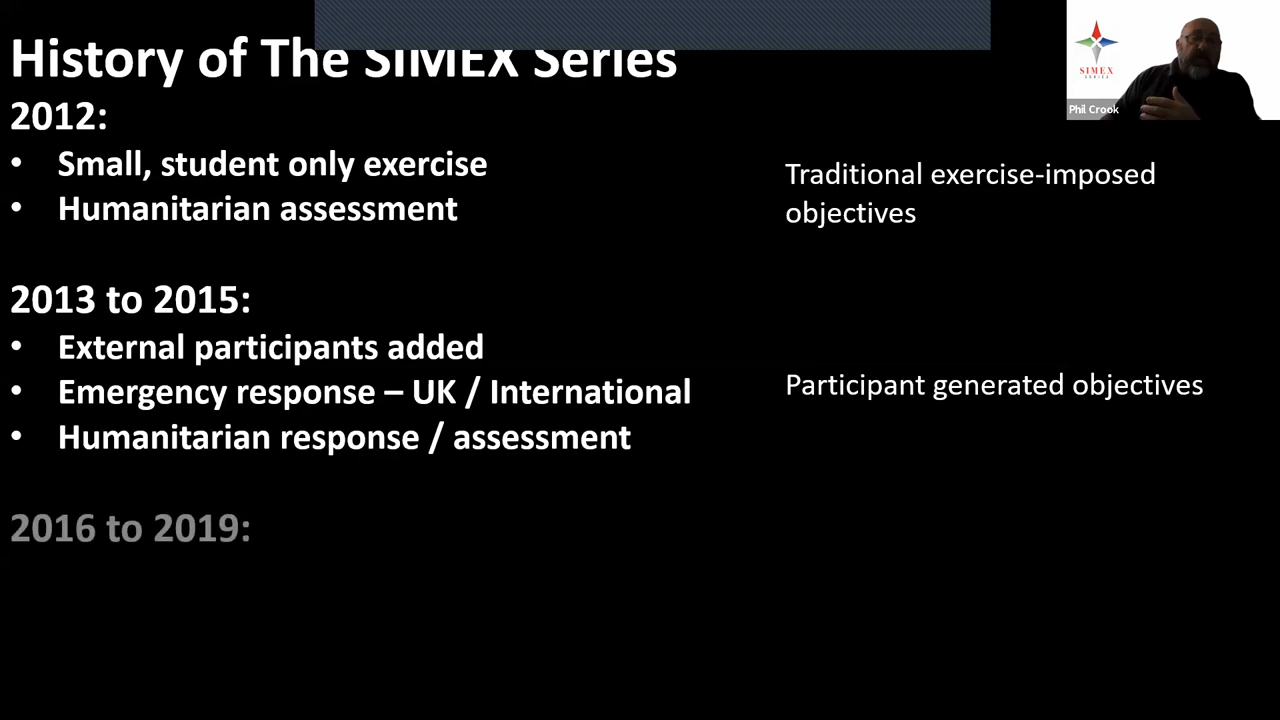 History of The SIMEX Series
2012:
• Small, student only exercise
• Humanitarian assessment
Traditional exercise-imposed
objectives
2013 to 2015:
• External participants added
• Emergency response – UK / International
• Humanitarian response / assessment
Participant generated objectives
2016 to 2019:
SIMEX
SERIES
Phil Crook